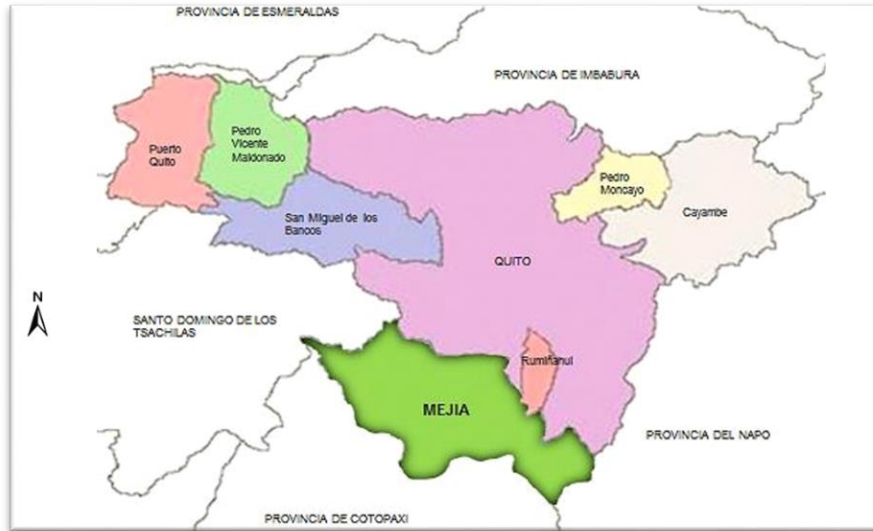 PROVINCIA DE ESMERALDAS
PROVINCIA DE IMBABURA
Pedro
Vicente
Maldonado
Puerto
Quito
Pedro
Moncayo
Cayambe
San Miguel de los
Bancos
QUITO
N
SANTO DOMINGO DE LOS
TSACHILAS
Rumiñahui
MEJIA
PROVINCIA DEL NAPO
PROVINCIA DE COTOPAXI